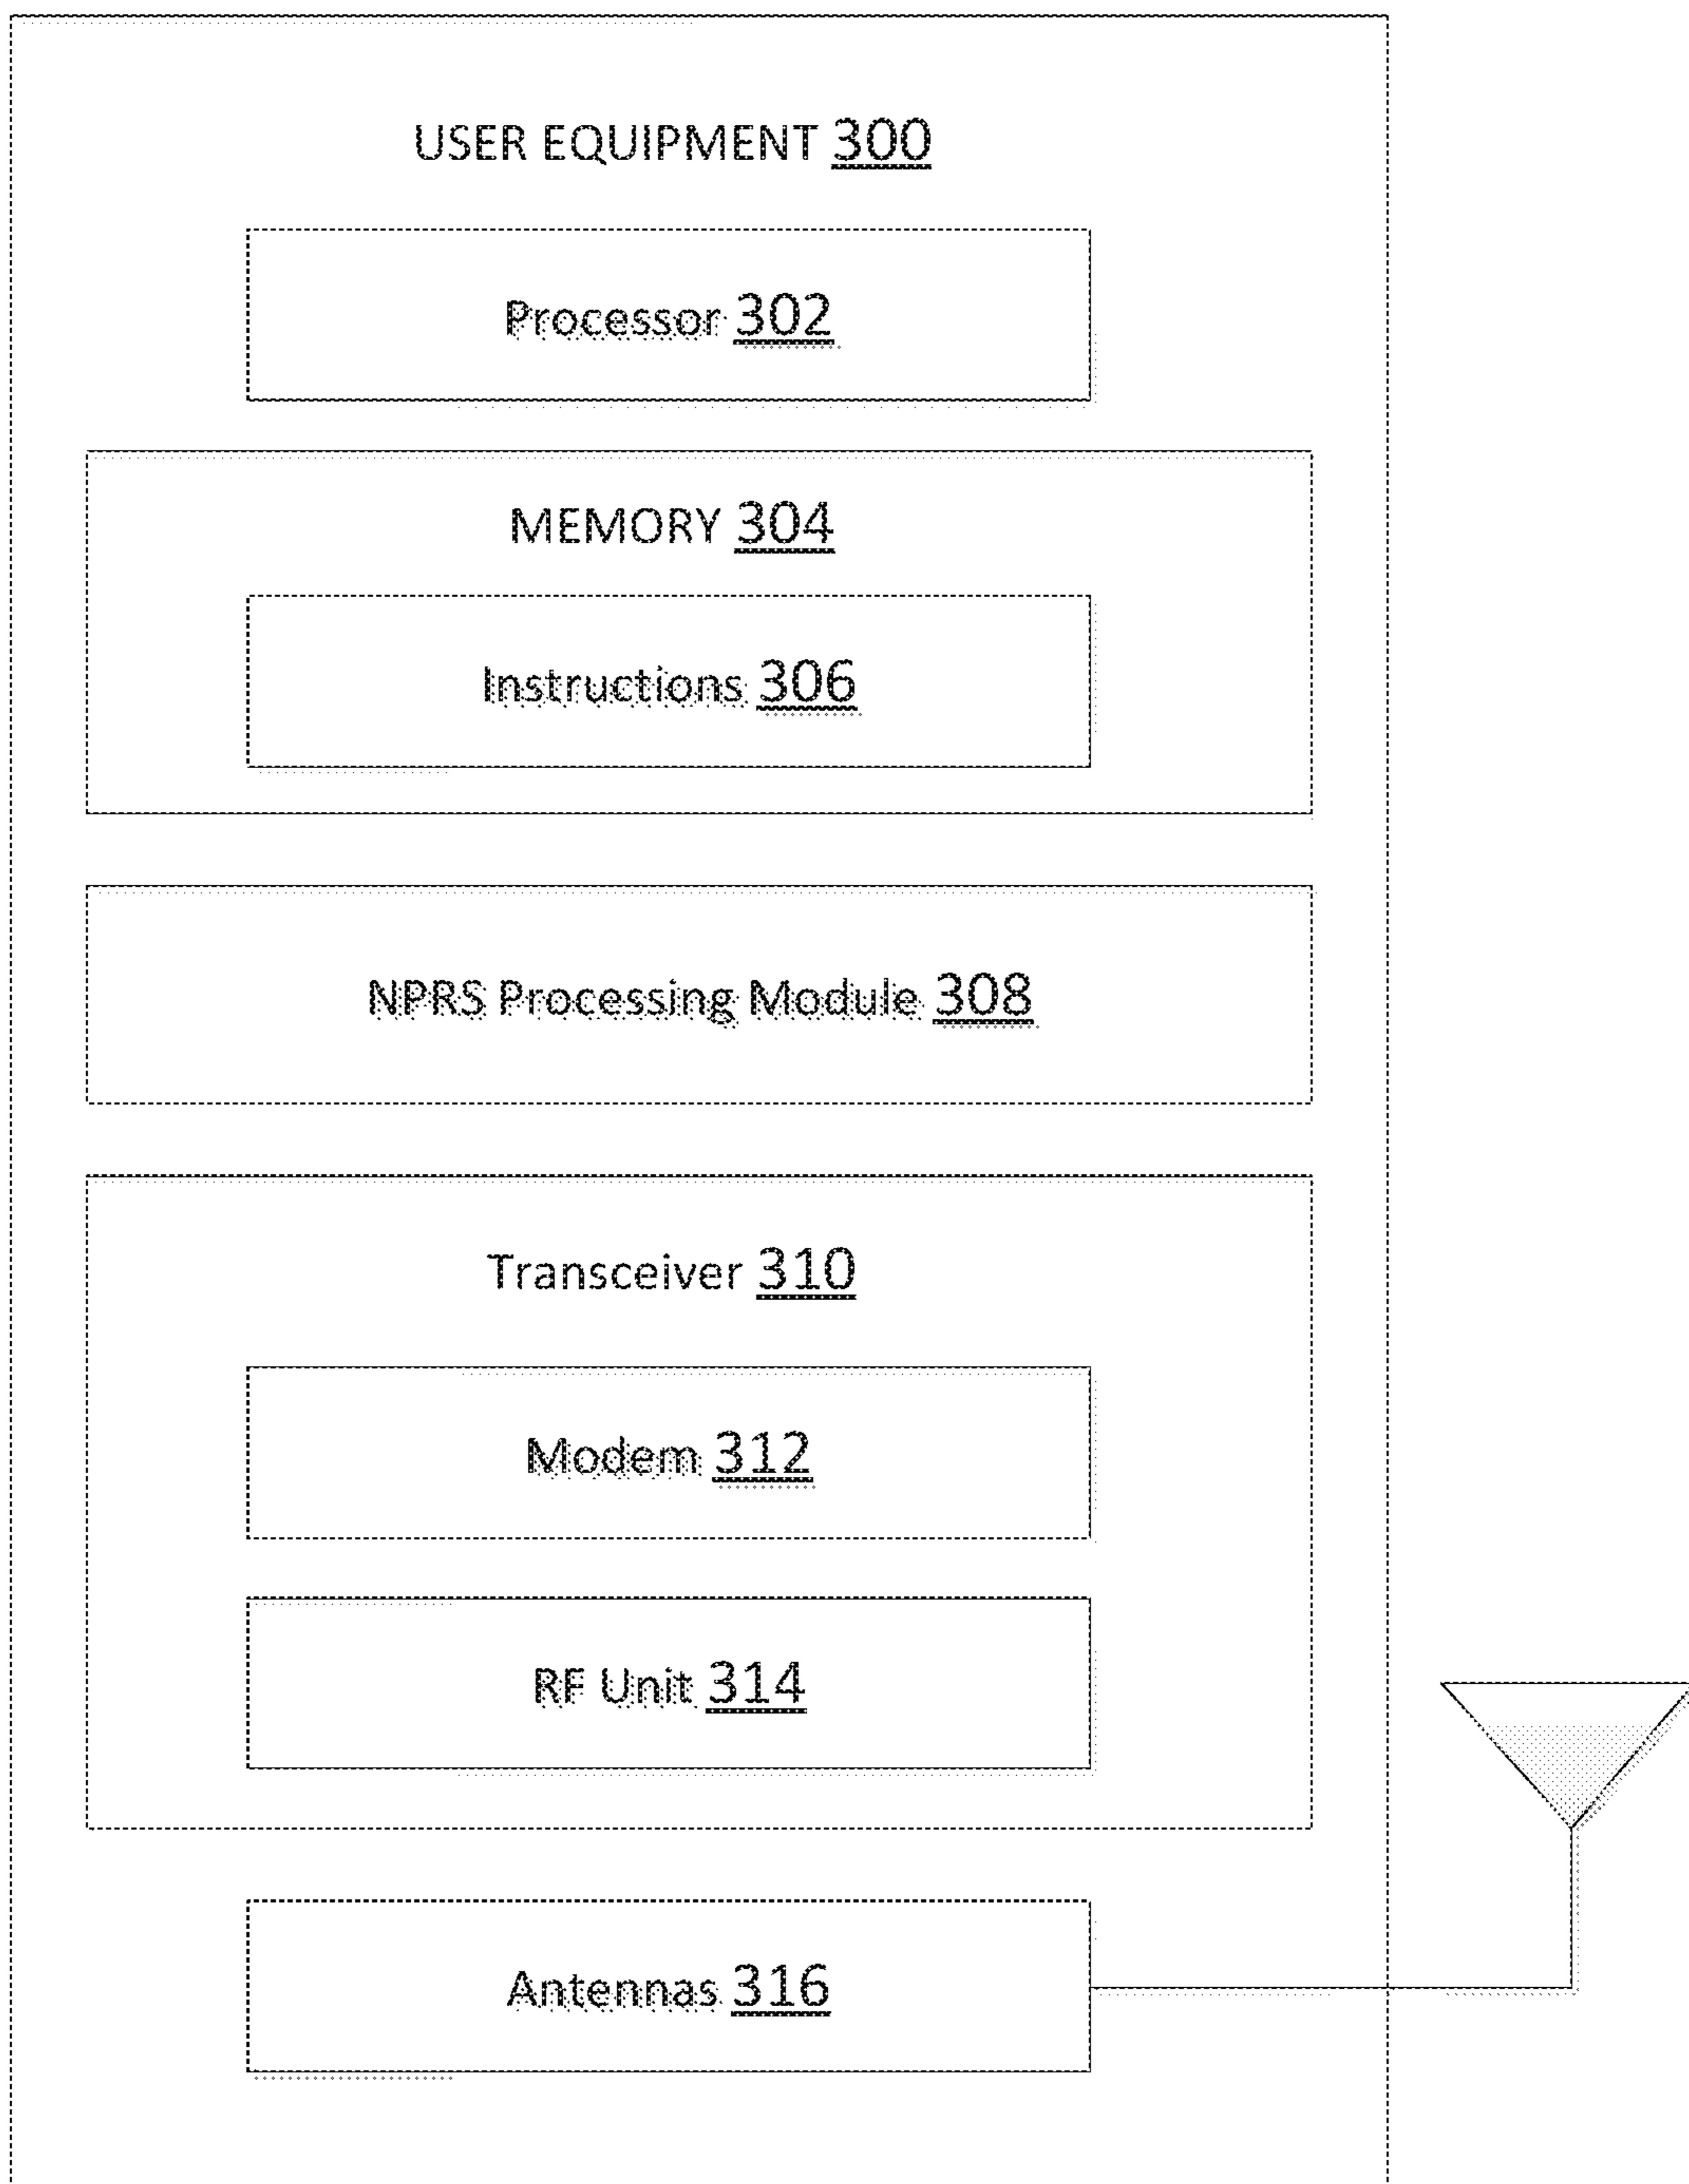 USER EQUIPMENT 300
Processor 302
MEMORY 304
Instructions 306
NPRS Processing Module 308
Transceiver 310
Modem 312
RF Unit 314
Antennas 316